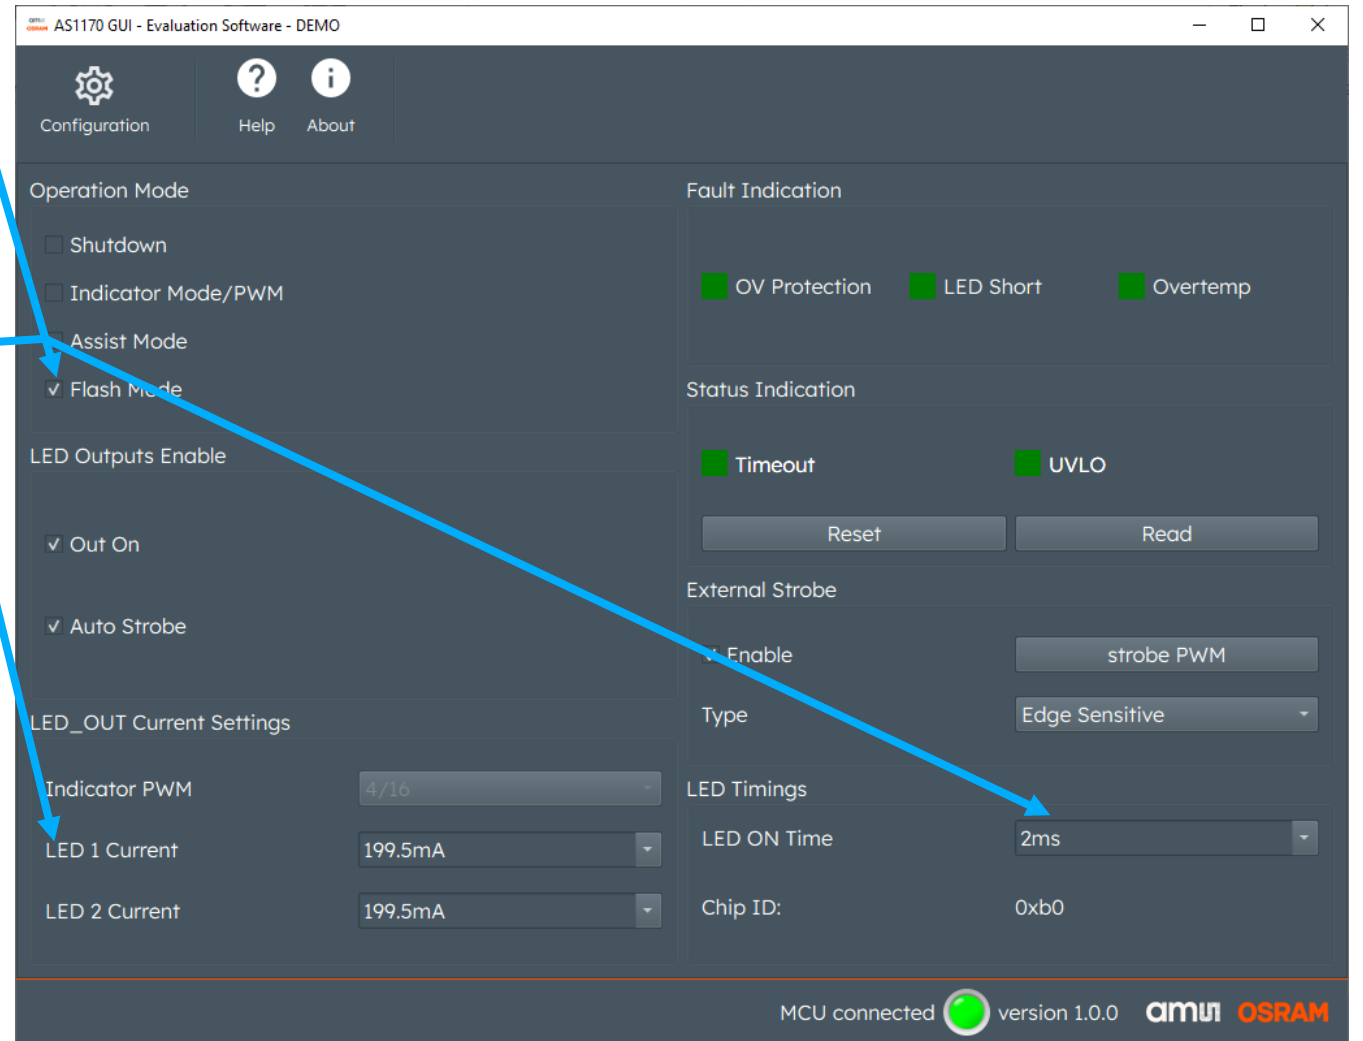 AS1170 GUI - Evaluation Software - DEMO
Configuration
Help
About
Operation Mode
Shutdown
Indicator Mode/PWM
Assist Mode
Flash Mode
LED Outputs Enable
Out On
Auto Strobe
LED_OUT Current Settings
Indicator PWM 4/16
LED 1 Current 199.5mA
LED 2 Current 199.5mA
Fault Indication
OV Protection LED Short Overtemp
Status Indication
Timeout UVLO
Reset Read
External Strobe
Enable strobe PWM
Type Edge Sensitive
LED Timings
LED ON Time 2ms
Chip ID: 0xb0
MCU connected version 1.0.0 amu OSRAM